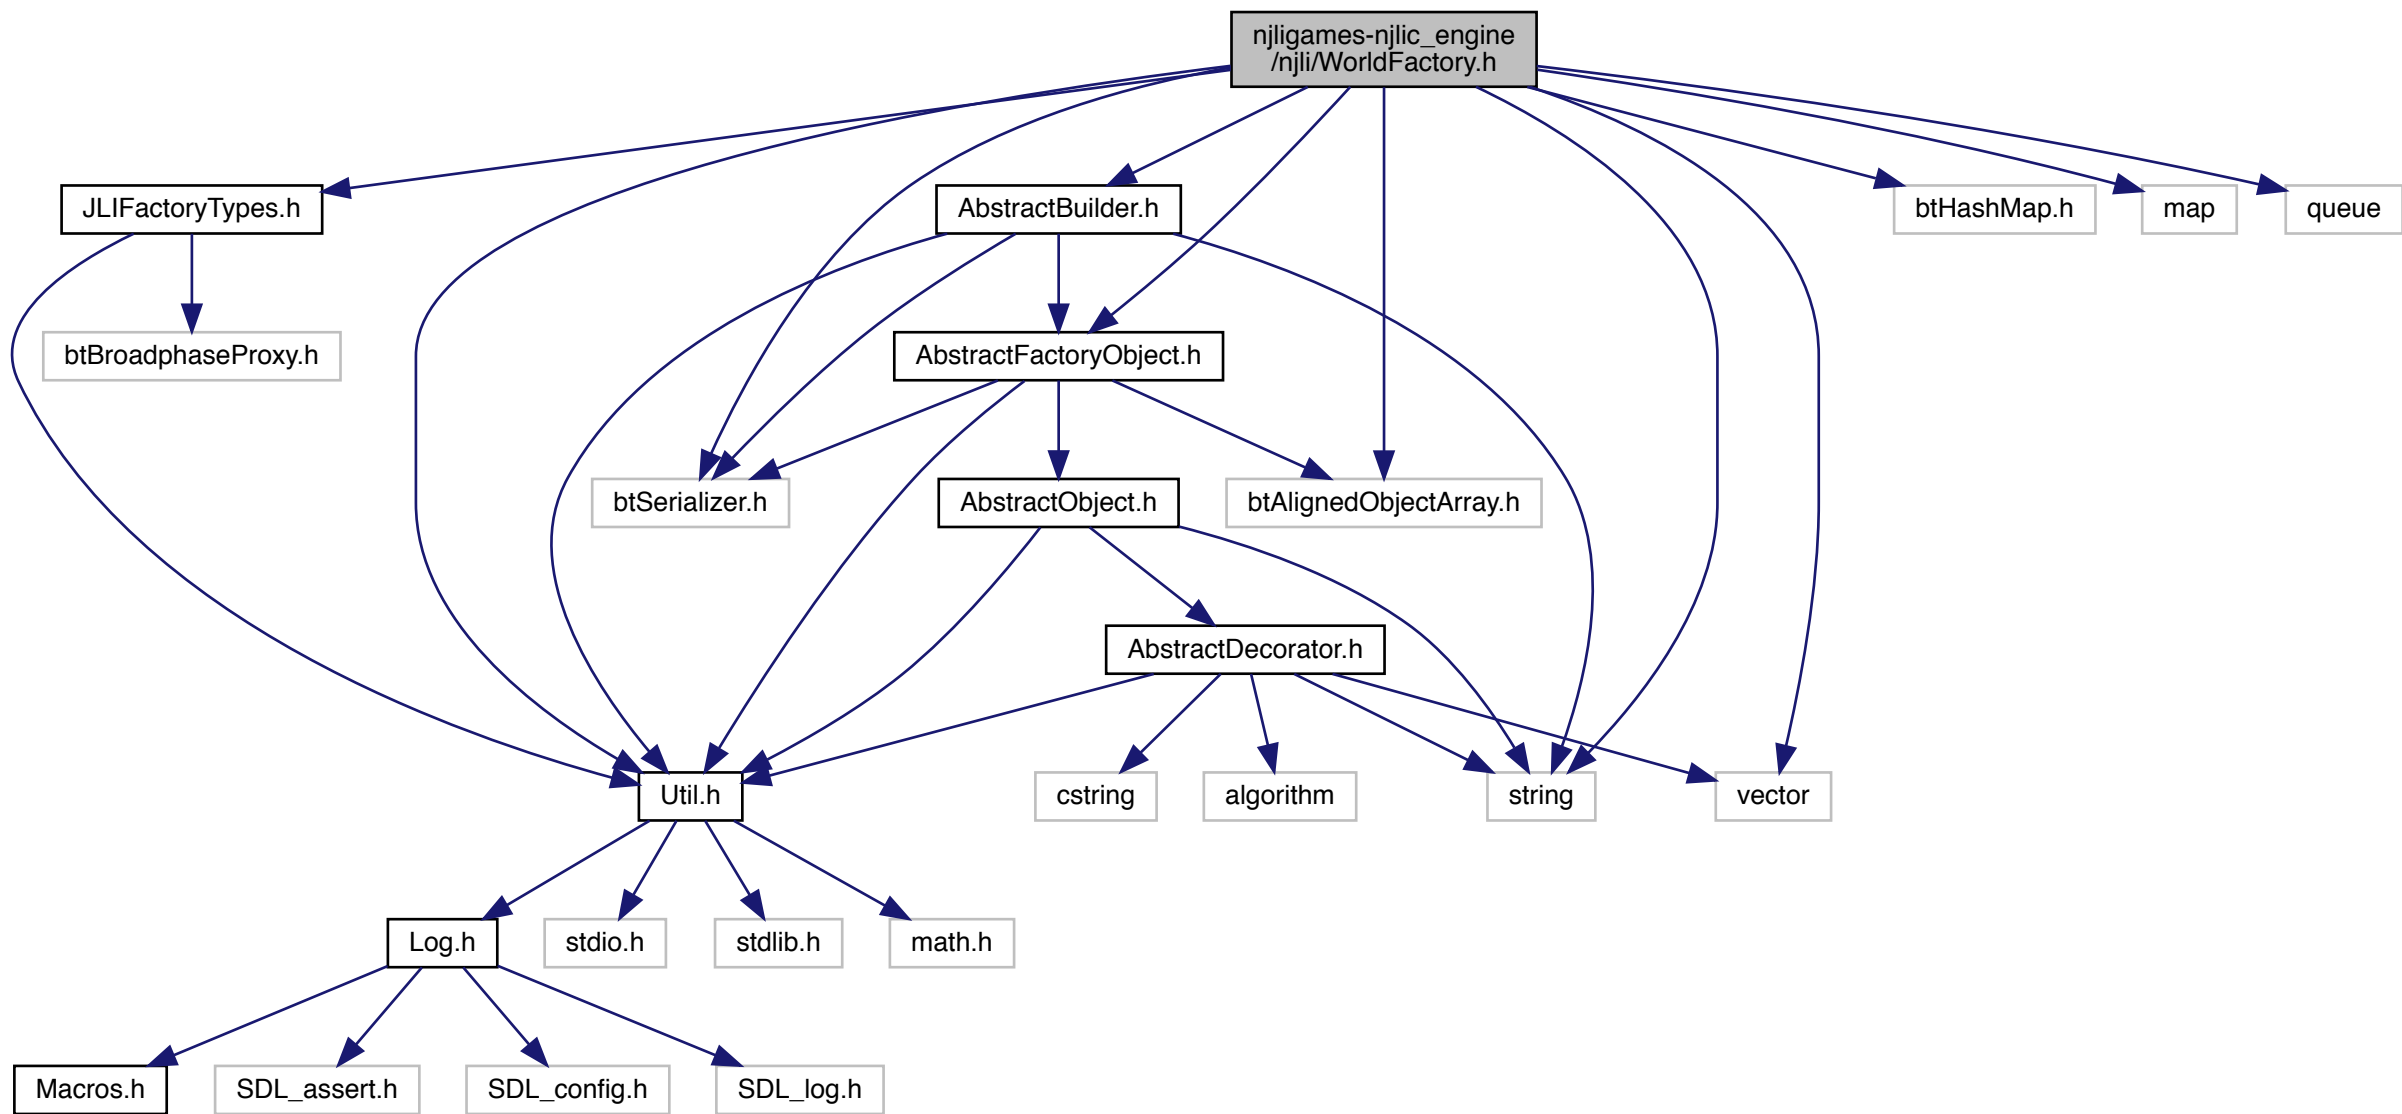 njligames-njlic_engine
/njli/WorldFactory.h
JLIFactoryTypes.h
AbstractBuilder.h
btHashMap.h
map
queue
btBroadphaseProxy.h
AbstractFactoryObject.h
btSerializer.h
AbstractObject.h
btAlignedObjectArray.h
AbstractDecorator.h
Util.h
cstring
algorithm
string
vector
Log.h
stdio.h
stdlib.h
math.h
Macros.h
SDL_assert.h
SDL_config.h
SDL_log.h